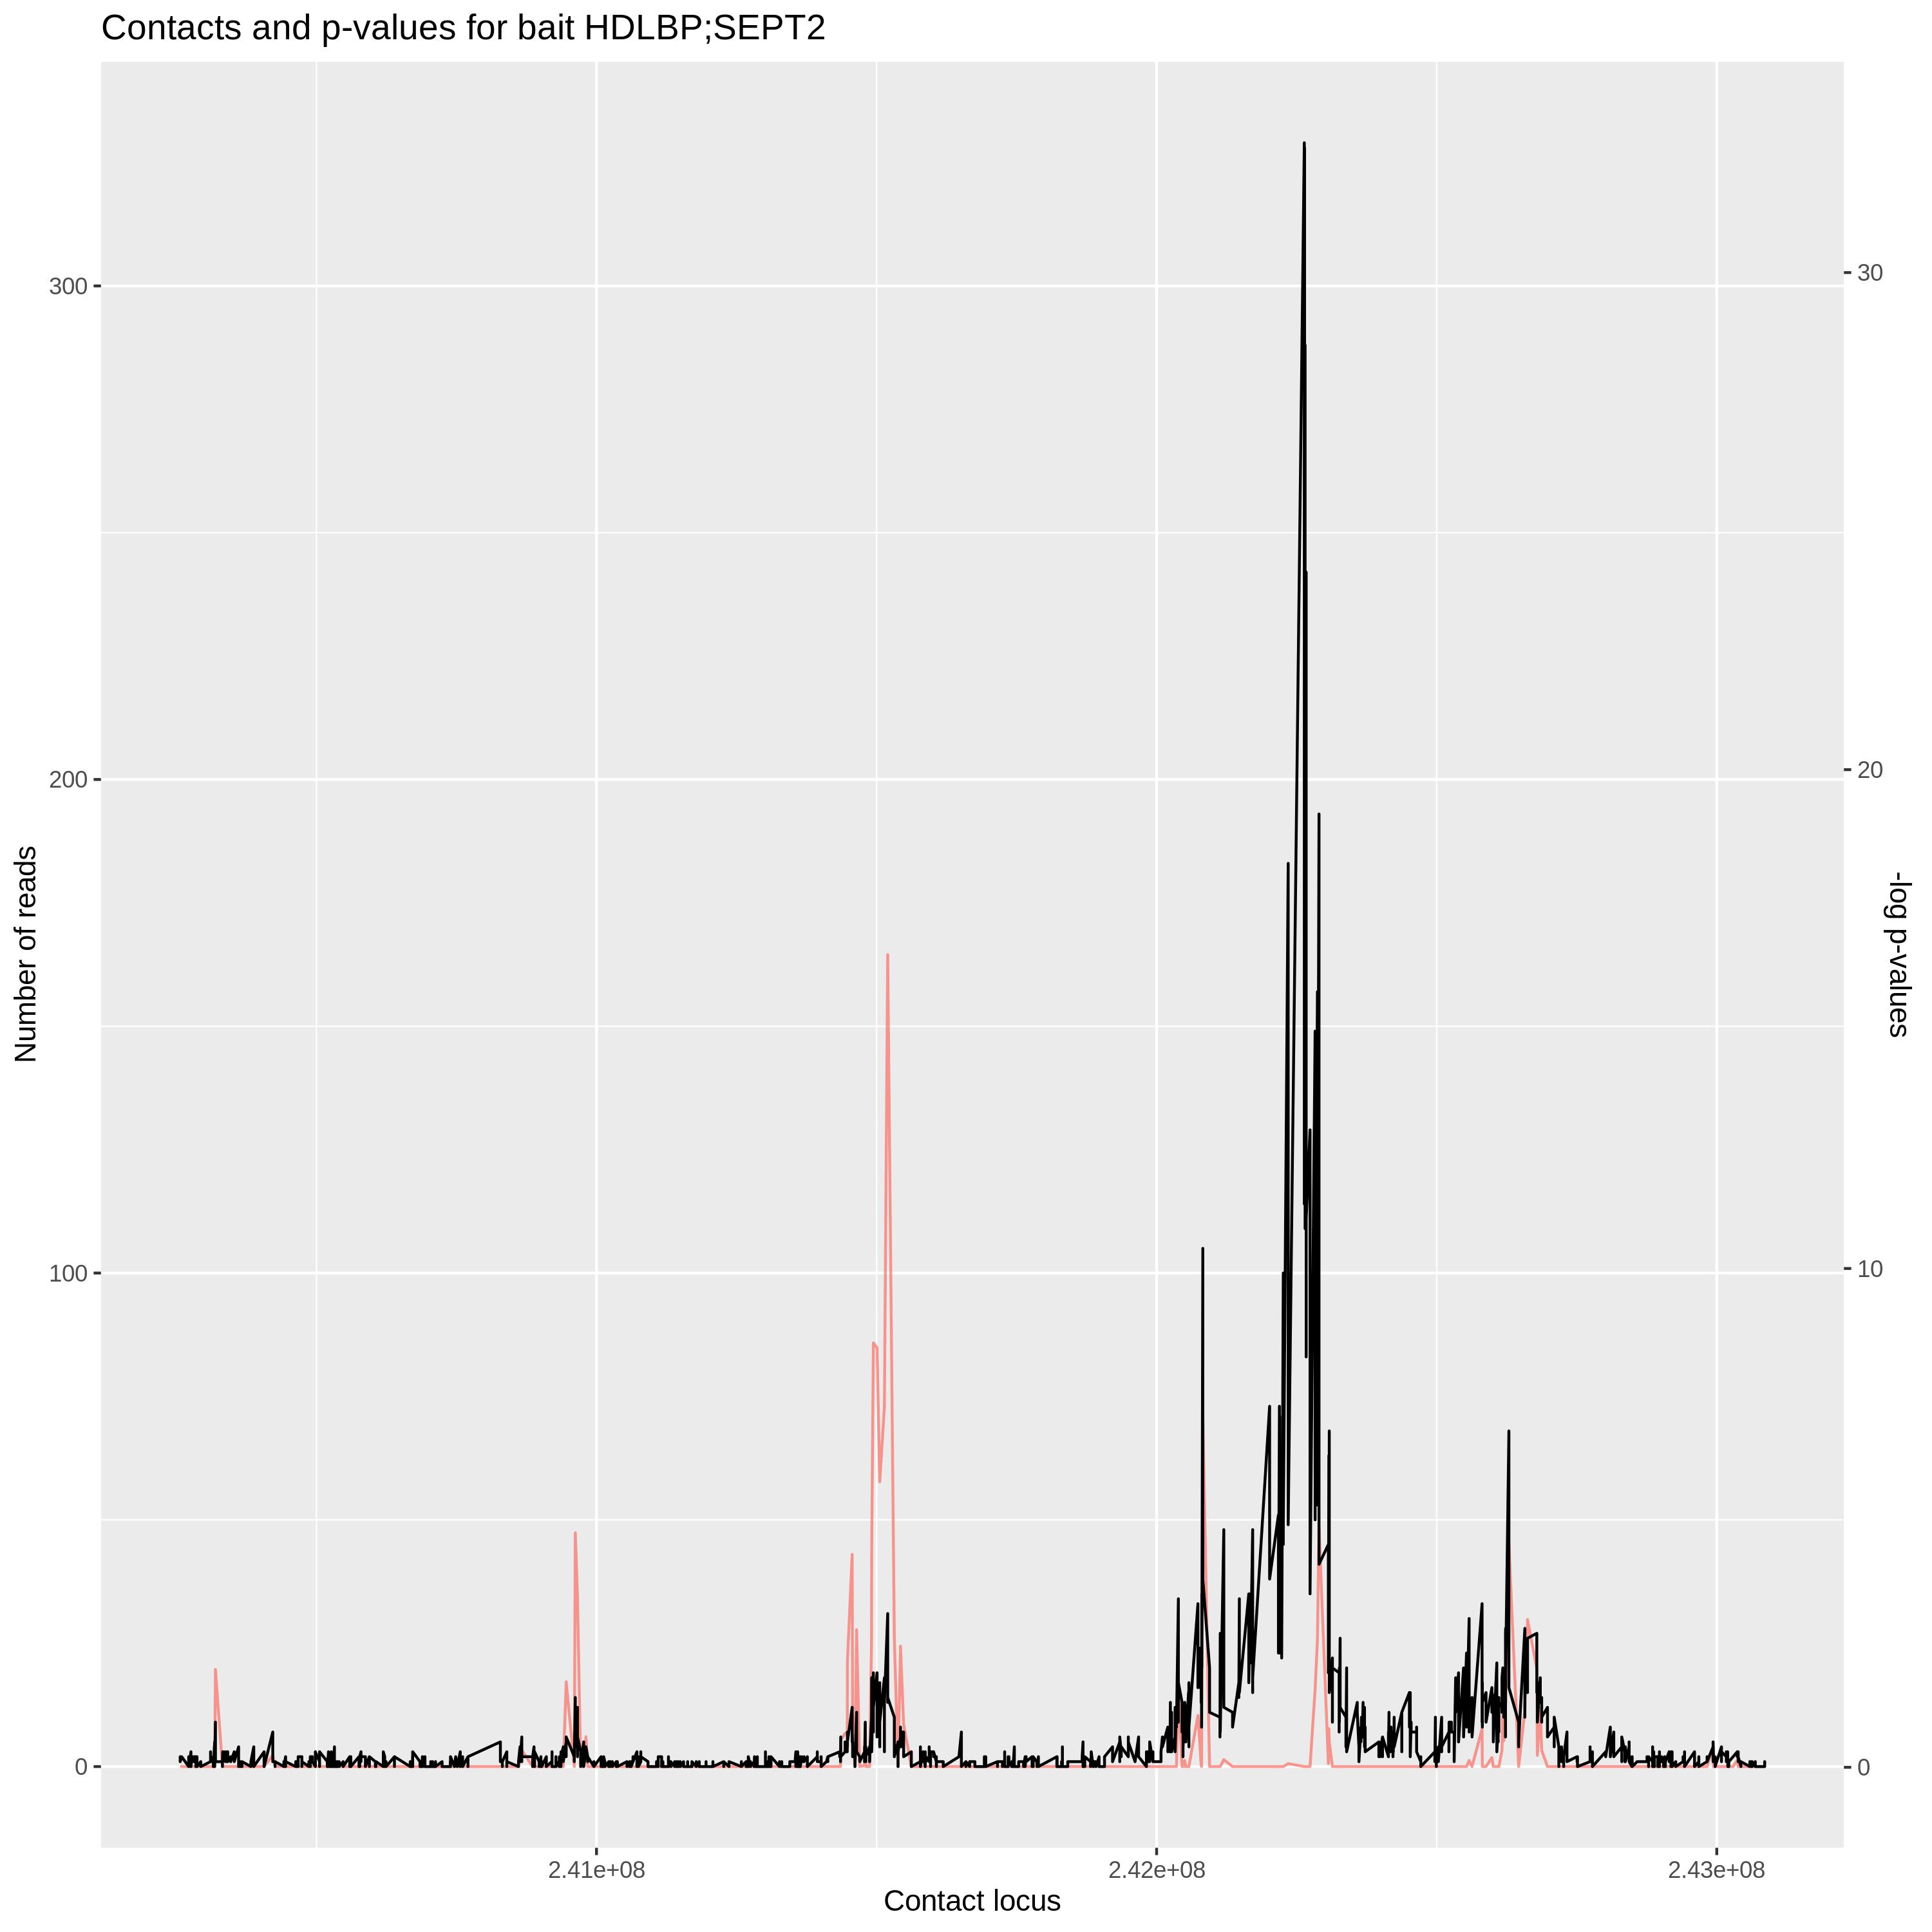 Contacts and p-values for bait HDLBP;SEPT2
Number of reads
300
200
100
0
30
20
10
0
-log p-values
2.41e+08
2.42e+08
2.43e+08
Contact locus